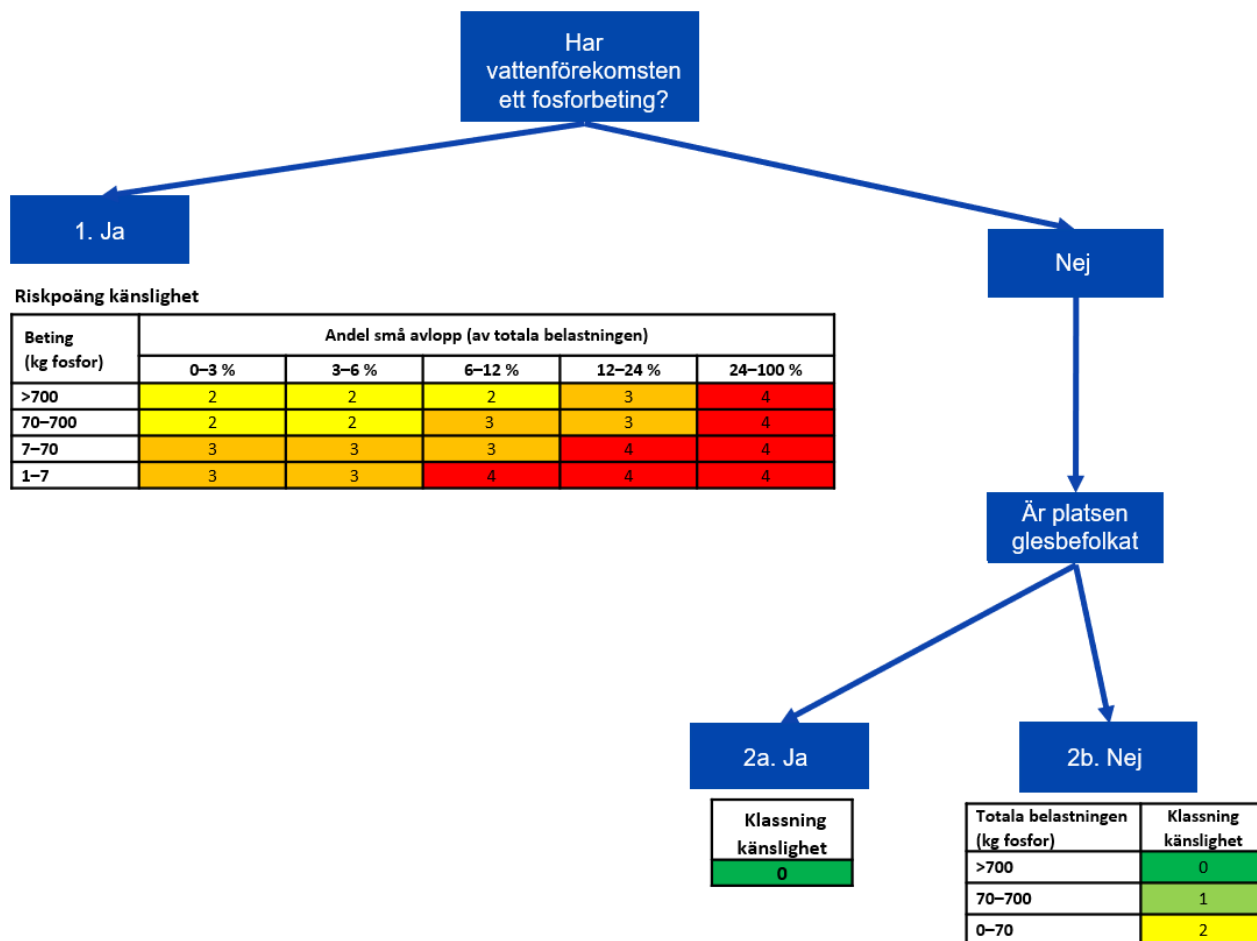 Har
vattenförekomsten
ett fosforbeting?
1. Ja
Nej
Riskpoäng känslighet
Beting
(kg fosfor)
Andel små avlopp (av totala belastningen)
0–3 % 3–6 % 6–12 % 12–24 % 24–100 %
>700 2 2 2 3 4
70–700 2 2 3 3 4
7–70 3 3 3 4 4
1–7 3 3 4 4 4
Är platsen
glesbefolkat
2a. Ja
2b. Nej
Klassning
känslighet
0
Totala belastningen
(kg fosfor)
Klassning
känslighet
>700 0
70–700 1
0–70 2